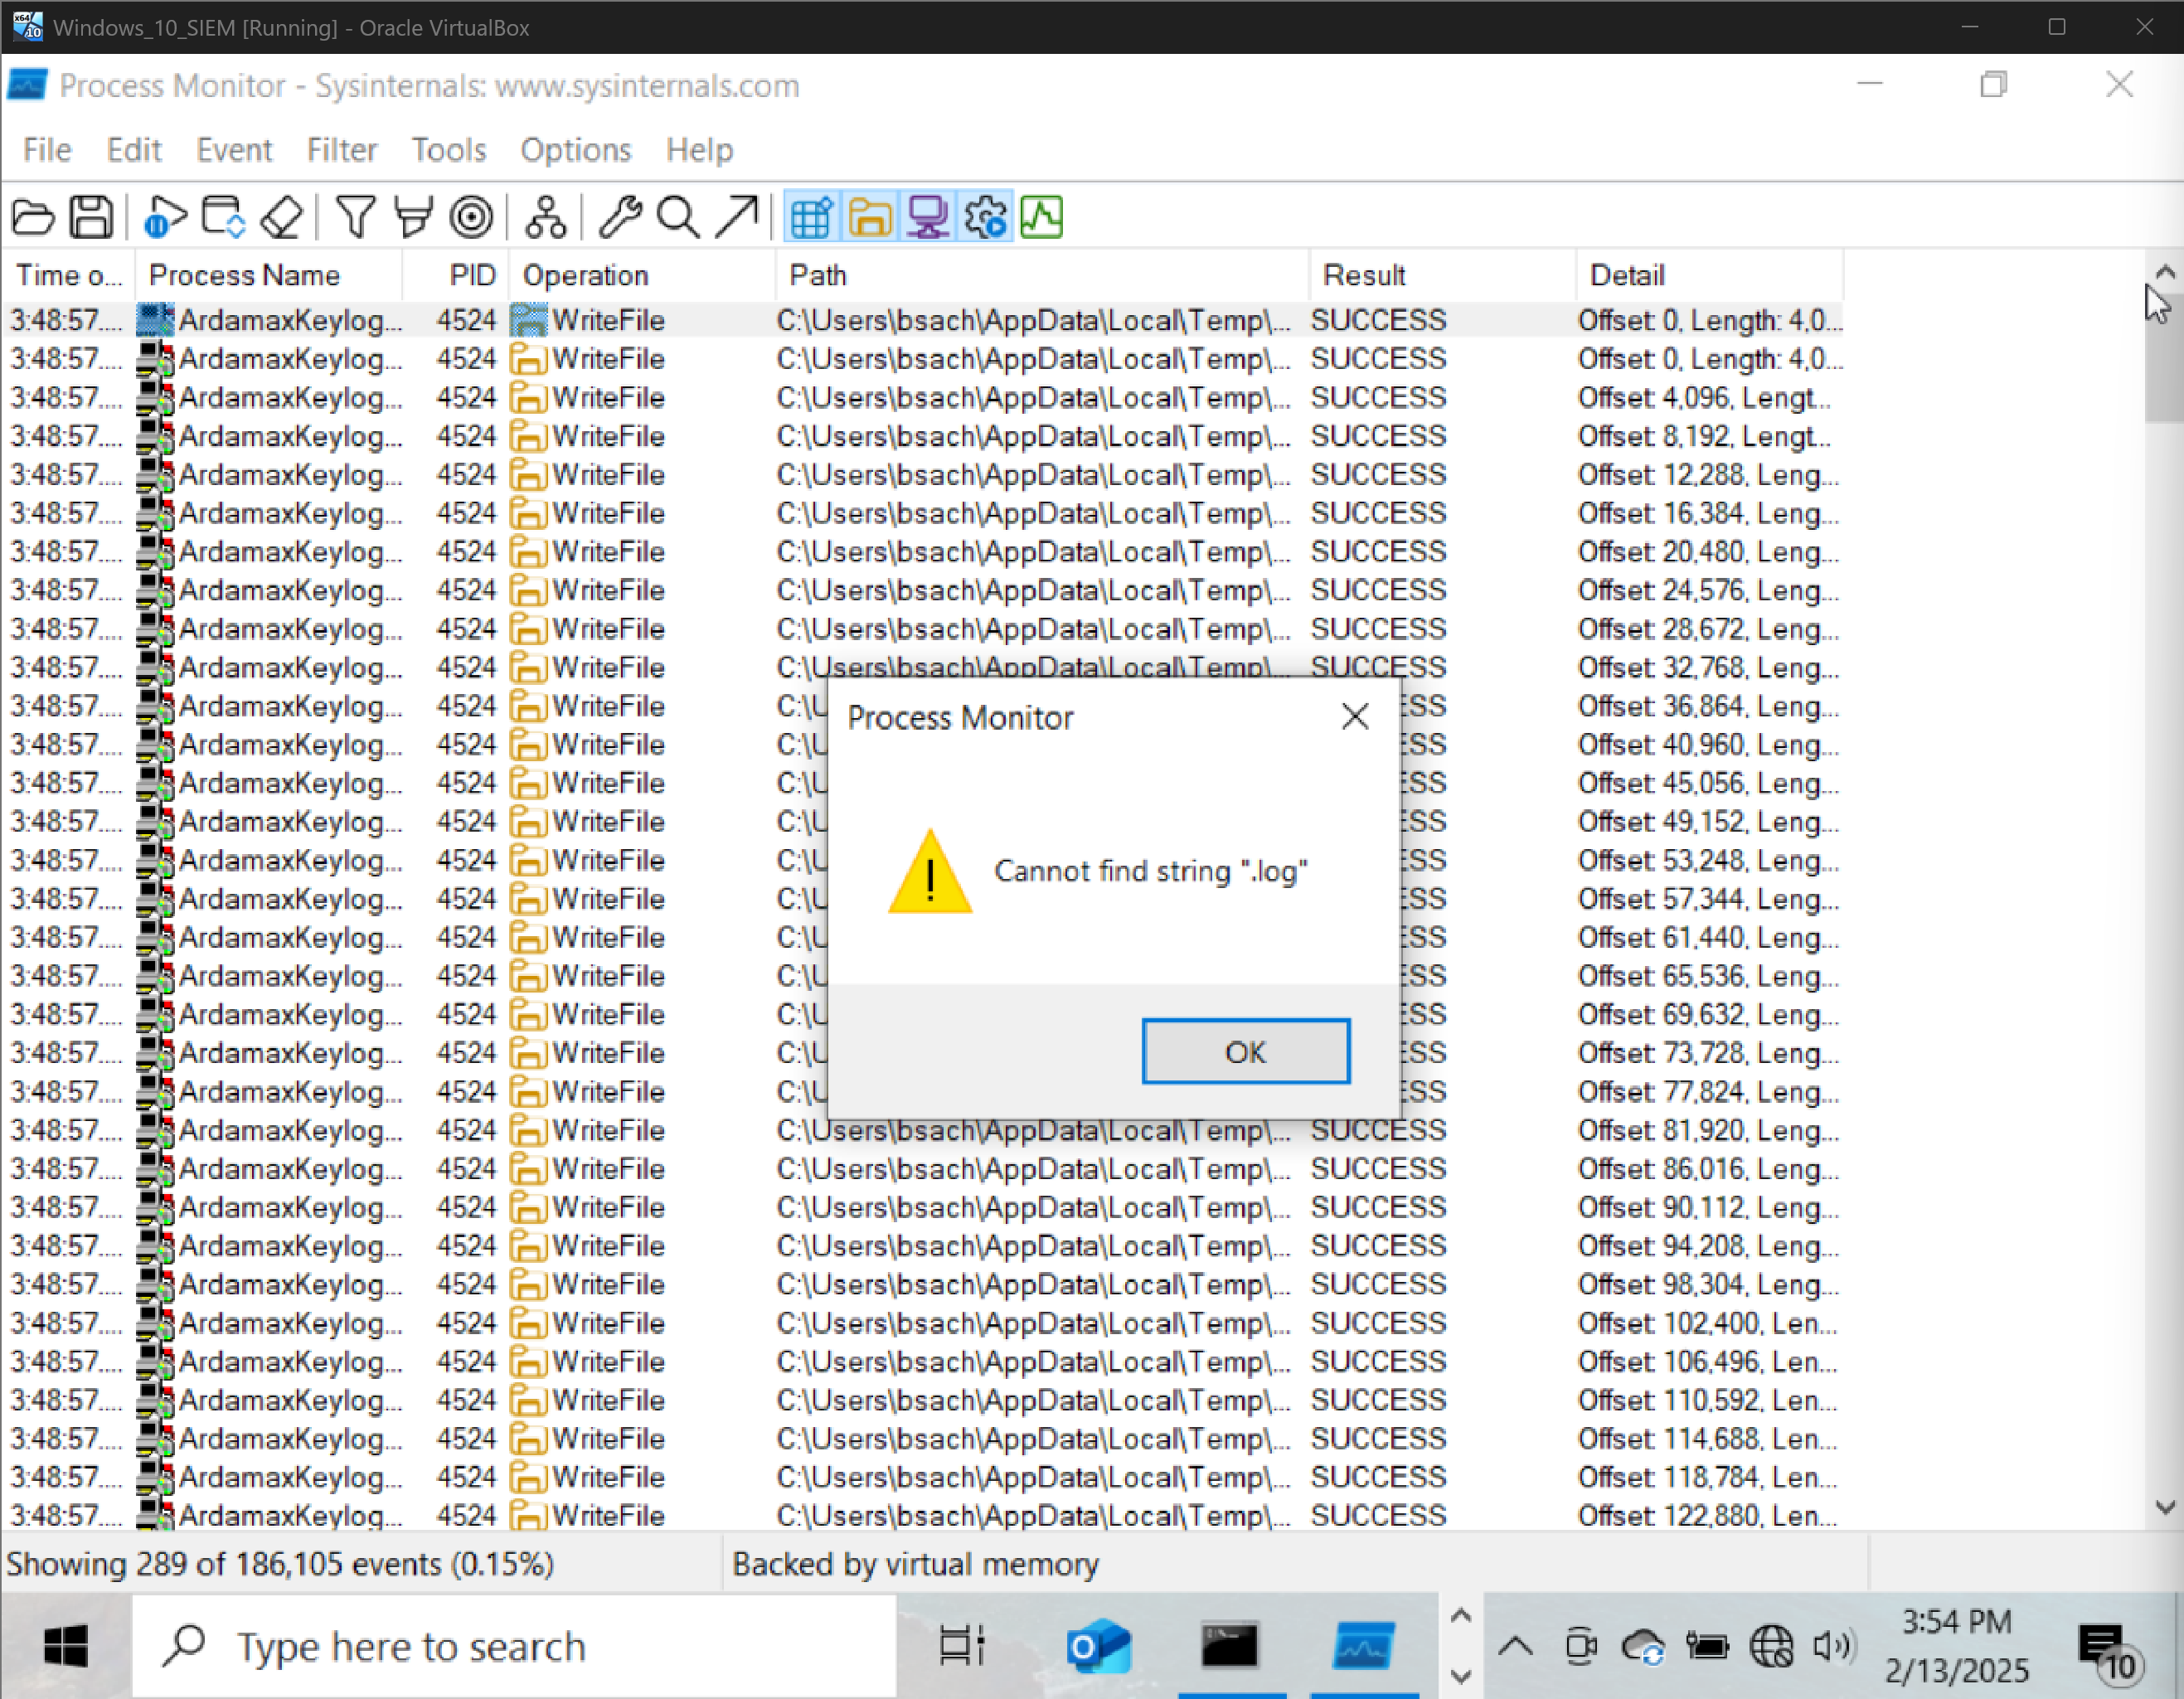 Windows_10_SIEM [Running] - Oracle VirtualBox
Process Monitor - Sysinternals: www.sysinternals.com
File Edit Event Filter Tools Options Help
Time o... Process Name PID Operation Path Result Detail
3:48:57.... ArdamaxKeylog... 4524 WriteFile C:\Users\bsach\AppData\Local\Temp\... SUCCESS Offset: 0, Length: 4,0...
3:48:57.... ArdamaxKeylog... 4524 WriteFile C:\Users\bsach\AppData\Local\Temp\... SUCCESS Offset: 0, Length: 4,0...
3:48:57.... ArdamaxKeylog... 4524 WriteFile C:\Users\bsach\AppData\Local\Temp\... SUCCESS Offset: 4,096, Lengt...
3:48:57.... ArdamaxKeylog... 4524 WriteFile C:\Users\bsach\AppData\Local\Temp\... SUCCESS Offset: 8,192, Lengt...
3:48:57.... ArdamaxKeylog... 4524 WriteFile C:\Users\bsach\AppData\Local\Temp\... SUCCESS Offset: 12,288, Leng...
3:48:57.... ArdamaxKeylog... 4524 WriteFile C:\Users\bsach\AppData\Local\Temp\... SUCCESS Offset: 16,384, Leng...
3:48:57.... ArdamaxKeylog... 4524 WriteFile C:\Users\bsach\AppData\Local\Temp\... SUCCESS Offset: 20,480, Leng...
3:48:57.... ArdamaxKeylog... 4524 WriteFile C:\Users\bsach\AppData\Local\Temp\... SUCCESS Offset: 24,576, Leng...
3:48:57.... ArdamaxKeylog... 4524 WriteFile C:\Users\bsach\AppData\Local\Temp\... SUCCESS Offset: 28,672, Leng...
3:48:57.... ArdamaxKeylog... 4524 WriteFile C:\Users\bsach\AppData\Local\Temp\... SUCCESS Offset: 32,768, Leng...
3:48:57.... ArdamaxKeylog... 4524 WriteFile C:\U ESS Offset: 36,864, Leng...
3:48:57.... ArdamaxKeylog... 4524 WriteFile C:\U ESS Offset: 40,960, Leng...
3:48:57.... ArdamaxKeylog... 4524 WriteFile C:\U ESS Offset: 45,056, Leng...
3:48:57.... ArdamaxKeylog... 4524 WriteFile C:\U ESS Offset: 49,152, Leng...
3:48:57.... ArdamaxKeylog... 4524 WriteFile C:\U ESS Offset: 53,248, Leng...
3:48:57.... ArdamaxKeylog... 4524 WriteFile C:\U ESS Offset: 57,344, Leng...
3:48:57.... ArdamaxKeylog... 4524 WriteFile C:\U ESS Offset: 61,440, Leng...
3:48:57.... ArdamaxKeylog... 4524 WriteFile C:\U ESS Offset: 65,536, Leng...
3:48:57.... ArdamaxKeylog... 4524 WriteFile C:\U ESS Offset: 69,632, Leng...
3:48:57.... ArdamaxKeylog... 4524 WriteFile C:\U ESS Offset: 73,728, Leng...
3:48:57.... ArdamaxKeylog... 4524 WriteFile C:\U ESS Offset: 77,824, Leng...
3:48:57.... ArdamaxKeylog... 4524 WriteFile C:\Users\bsach\AppData\Local\Temp\... SUCCESS Offset: 81,920, Leng...
3:48:57.... ArdamaxKeylog... 4524 WriteFile C:\Users\bsach\AppData\Local\Temp\... SUCCESS Offset: 86,016, Leng...
3:48:57.... ArdamaxKeylog... 4524 WriteFile C:\Users\bsach\AppData\Local\Temp\... SUCCESS Offset: 90,112, Leng...
3:48:57.... ArdamaxKeylog... 4524 WriteFile C:\Users\bsach\AppData\Local\Temp\... SUCCESS Offset: 94,208, Leng...
3:48:57.... ArdamaxKeylog... 4524 WriteFile C:\Users\bsach\AppData\Local\Temp\... SUCCESS Offset: 98,304, Leng...
3:48:57.... ArdamaxKeylog... 4524 WriteFile C:\Users\bsach\AppData\Local\Temp\... SUCCESS Offset: 102,400, Len...
3:48:57.... ArdamaxKeylog... 4524 WriteFile C:\Users\bsach\AppData\Local\Temp\... SUCCESS Offset: 106,496, Len...
3:48:57.... ArdamaxKeylog... 4524 WriteFile C:\Users\bsach\AppData\Local\Temp\... SUCCESS Offset: 110,592, Len...
3:48:57.... ArdamaxKeylog... 4524 WriteFile C:\Users\bsach\AppData\Local\Temp\... SUCCESS Offset: 114,688, Len...
3:48:57.... ArdamaxKeylog... 4524 WriteFile C:\Users\bsach\AppData\Local\Temp\... SUCCESS Offset: 118,784, Len...
3:48:57.... ArdamaxKeylog... 4524 WriteFile C:\Users\bsach\AppData\Local\Temp\... SUCCESS Offset: 122,880, Len...
Process Monitor
Cannot find string ".log"
OK
Showing 289 of 186,105 events (0.15%) Backed by virtual memory
Type here to search
3:54 PM
2/13/2025
10